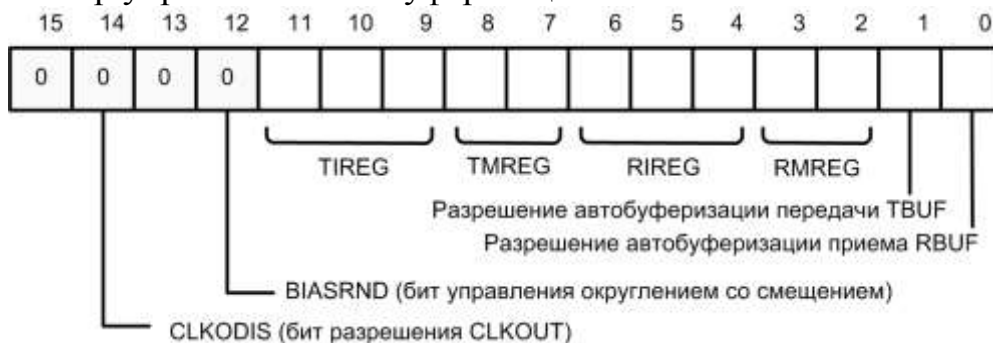 15 14 13 12 11 10 9 8 7 6 5 4 3 2 1 0
0 0 0 0
TIREG TMREG RIREG RMREG
Разрешение автобуферизации передачи TBUF
Разрешение автобуферизации приема RBUF
BIASRND (бит управления округлением со смещением)
CLKODIS (бит разрешения CLKOUT)